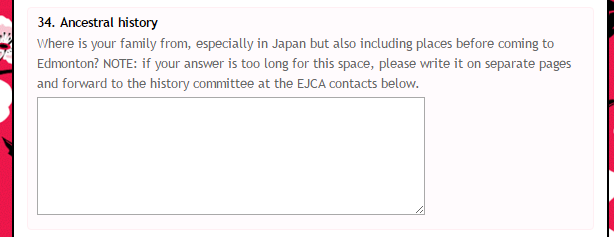 34. Ancestral history
Where is your family from, especially in Japan but also including places before coming to
Edmonton? NOTE: if your answer is too long for this space, please write it on separate pages
and forward to the history committee at the EJCA contacts below.